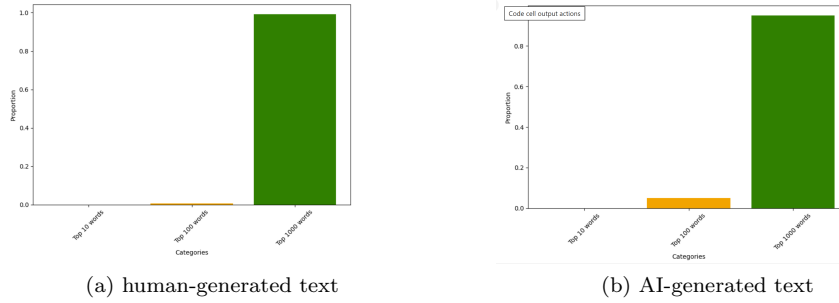 1.0
0.8
0.6
0.4
0.2
0.0
Proportion
Top 10 words
Top 100 words
Top 1000 words
Categories
(a) human-generated text
Code cell output actions
0.8
0.6
0.4
0.2
0.0
Proportion
Top 10 words
Top 100 words
Top 1000 words
Categories
(b) AI-generated text